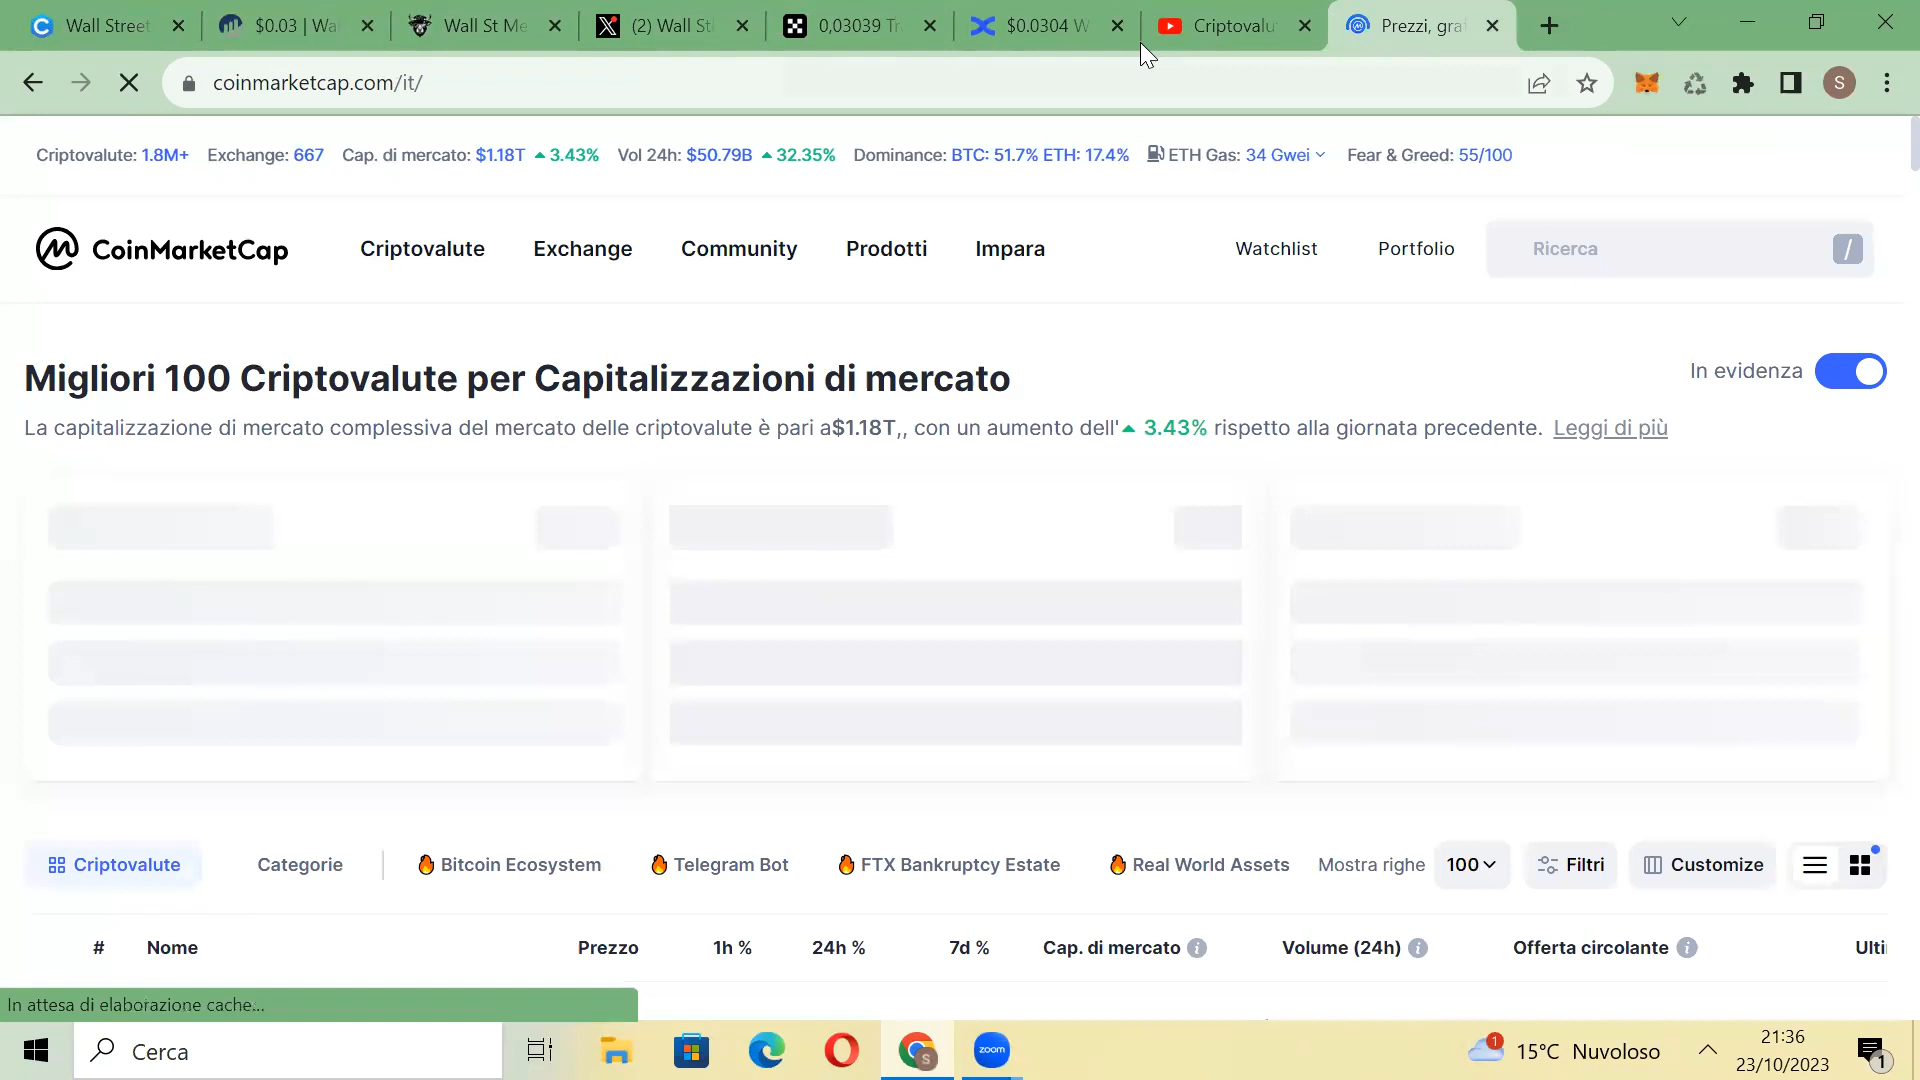 Wall Street
$0.03 | Wa
Wall St Me
(2) Wall St
0,03039 Tr
$0.0304 W
Criptovalu
Prezzi, gra
coinmarketcap.com/it/
S
Criptovalute: 1.8M+ Exchange: 667 Cap. di mercato: $1.18T 3.43% Vol 24h: $50.79B 32.35% Dominance: BTC: 51.7% ETH: 17.4% ETH Gas: 34 Gwei Fear & Greed: 55/100
CoinMarketCap
Criptovalute Exchange Community Prodotti Impara
Watchlist Portfolio
Ricerca /
Migliori 100 Criptovalute per Capitalizzazioni di mercato
In evidenza
La capitalizzazione di mercato complessiva del mercato delle criptovalute è pari a$1.18T,, con un aumento dell' 3.43% rispetto alla giornata precedente. Leggi di più
Criptovalute Categorie Bitcoin Ecosystem Telegram Bot FTX Bankruptcy Estate Real World Assets Mostra righe 100 Filtri Customize
# Nome Prezzo 1h % 24h % 7d % Cap. di mercato Volume (24h) Offerta circolante Ulti
In attesa di elaborazione cache...
Cerca
S
zoom
1
15°C Nuvoloso
21:36
23/10/2023
1